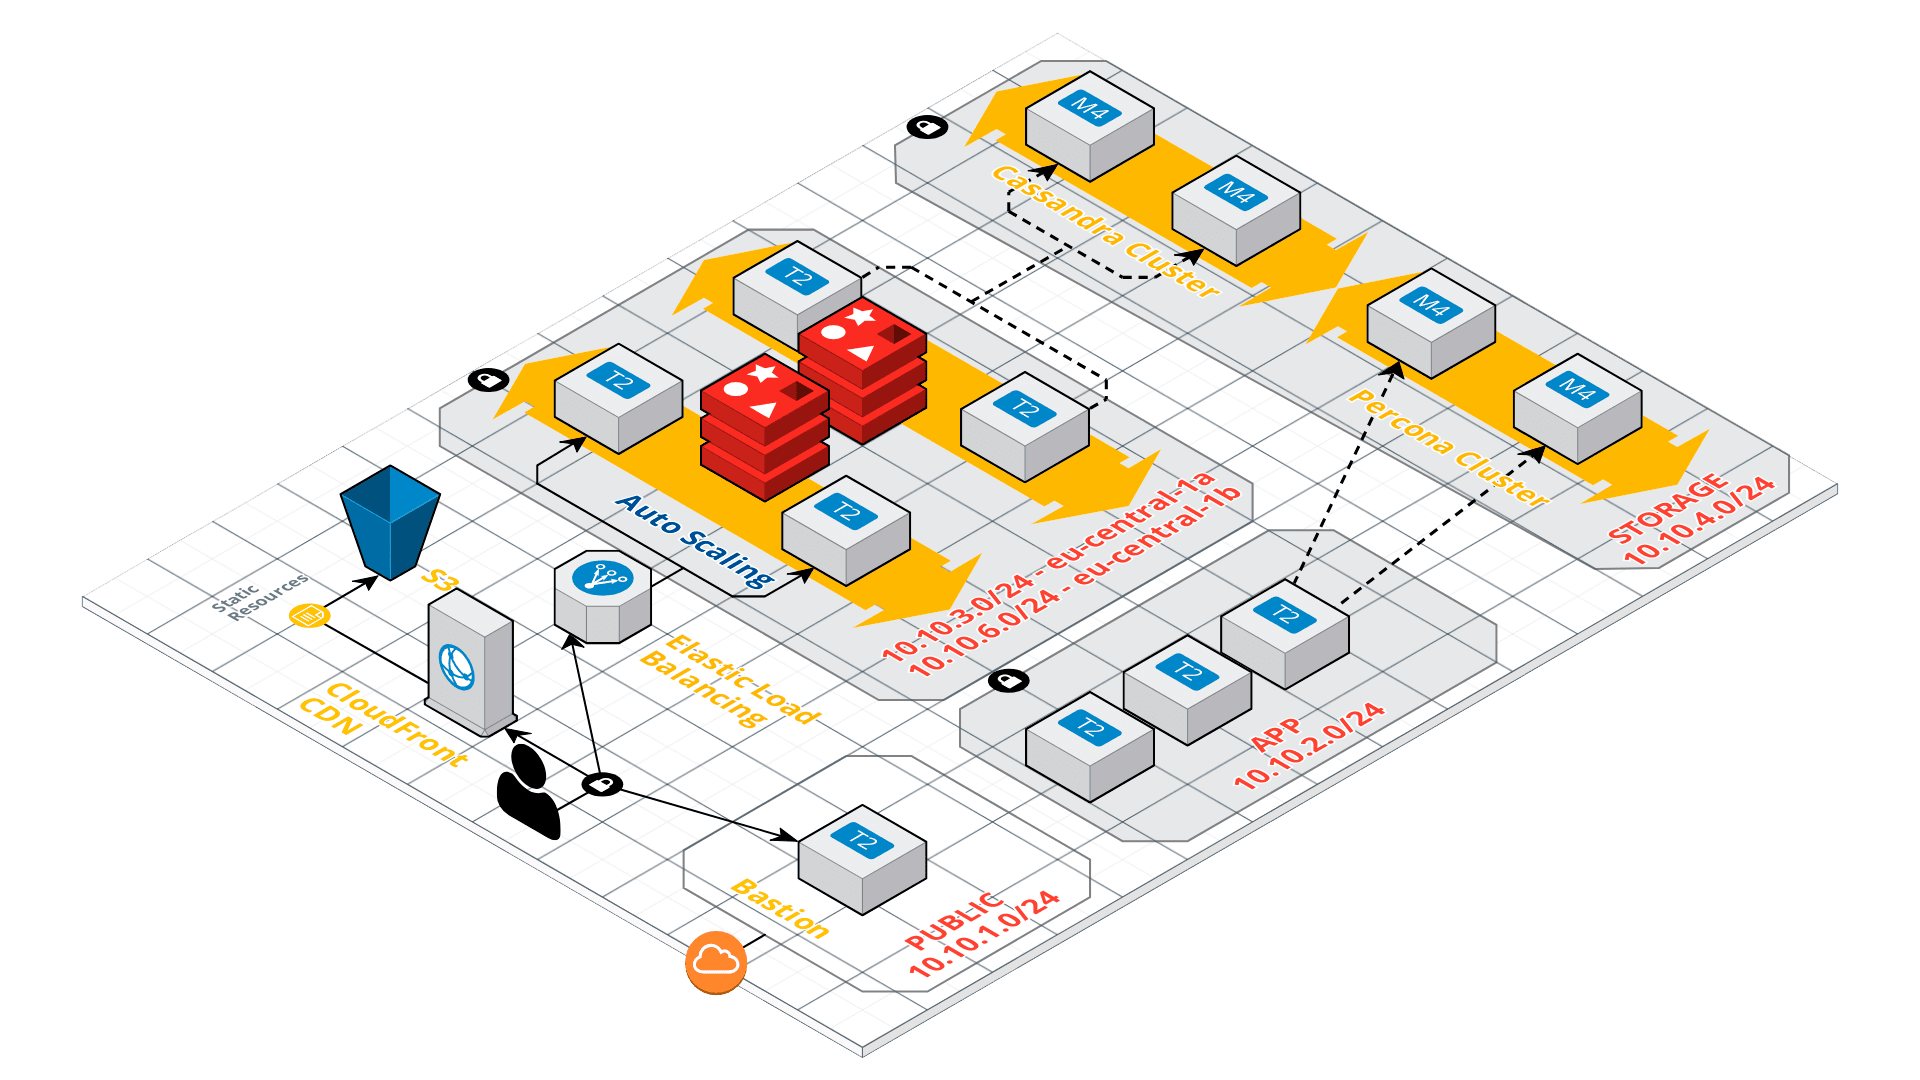 M4
M4
Cassandra Cluster
M4
M4
Percona Cluster
STORAGE
10.10.4.0/24
T2
T2
T2
T2
Auto Scaling
10.10.3.0/24 - eu-central-1a
10.10.6.0/24 - eu-central-1b
S3
Static
Resources
CloudFront
CDN
Elastic Load
Balancing
T2
T2
T2
APP
10.10.2.0/24
T2
Bastion
PUBLIC
10.10.1.0/24